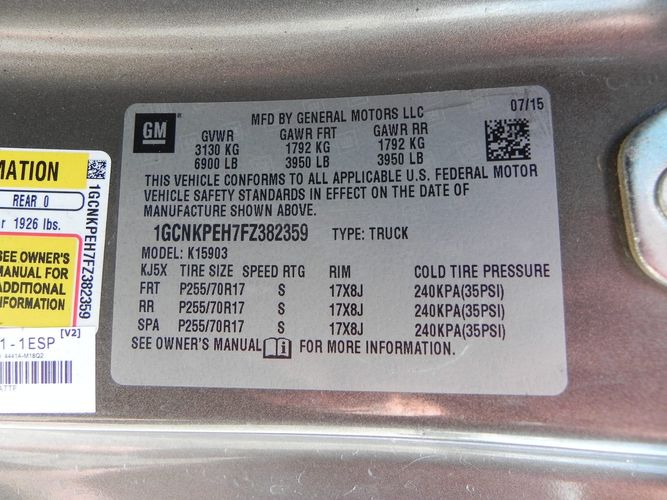 GM
MFD BY GENERAL MOTORS LLC 07/15
GVWR GAWR FRT GAWR RR
3130 KG 1792 KG 1792 KG
6900 LB 3950 LB 3950 LB
THIS VEHICLE CONFORMS TO ALL APPLICABLE U.S. FEDERAL MOTOR
VEHICLE SAFETY STANDARDS IN EFFECT ON THE DATE OF
MANUFACTURE SHOWN ABOVE.
1GCNKPEH7FZ382359 TYPE: TRUCK
MODEL: K15903
KJ5X TIRE SIZE SPEED RTG RIM COLD TIRE PRESSURE
FRT P255/70R17 S 17X8J 240KPA(35PSI)
RR P255/70R17 S 17X8J 240KPA(35PSI)
SPA P255/70R17 S 17X8J 240KPA(35PSI)
SEE OWNER'S MANUAL FOR MORE INFORMATION.
MATION
REAR 0
1926 lbs.
SEE OWNER'S
MANUAL FOR
ADDITIONAL
INFORMATION
1GCNKPEH7FZ382359
[V2]
1 - 1ESP
4441A-M18Q2